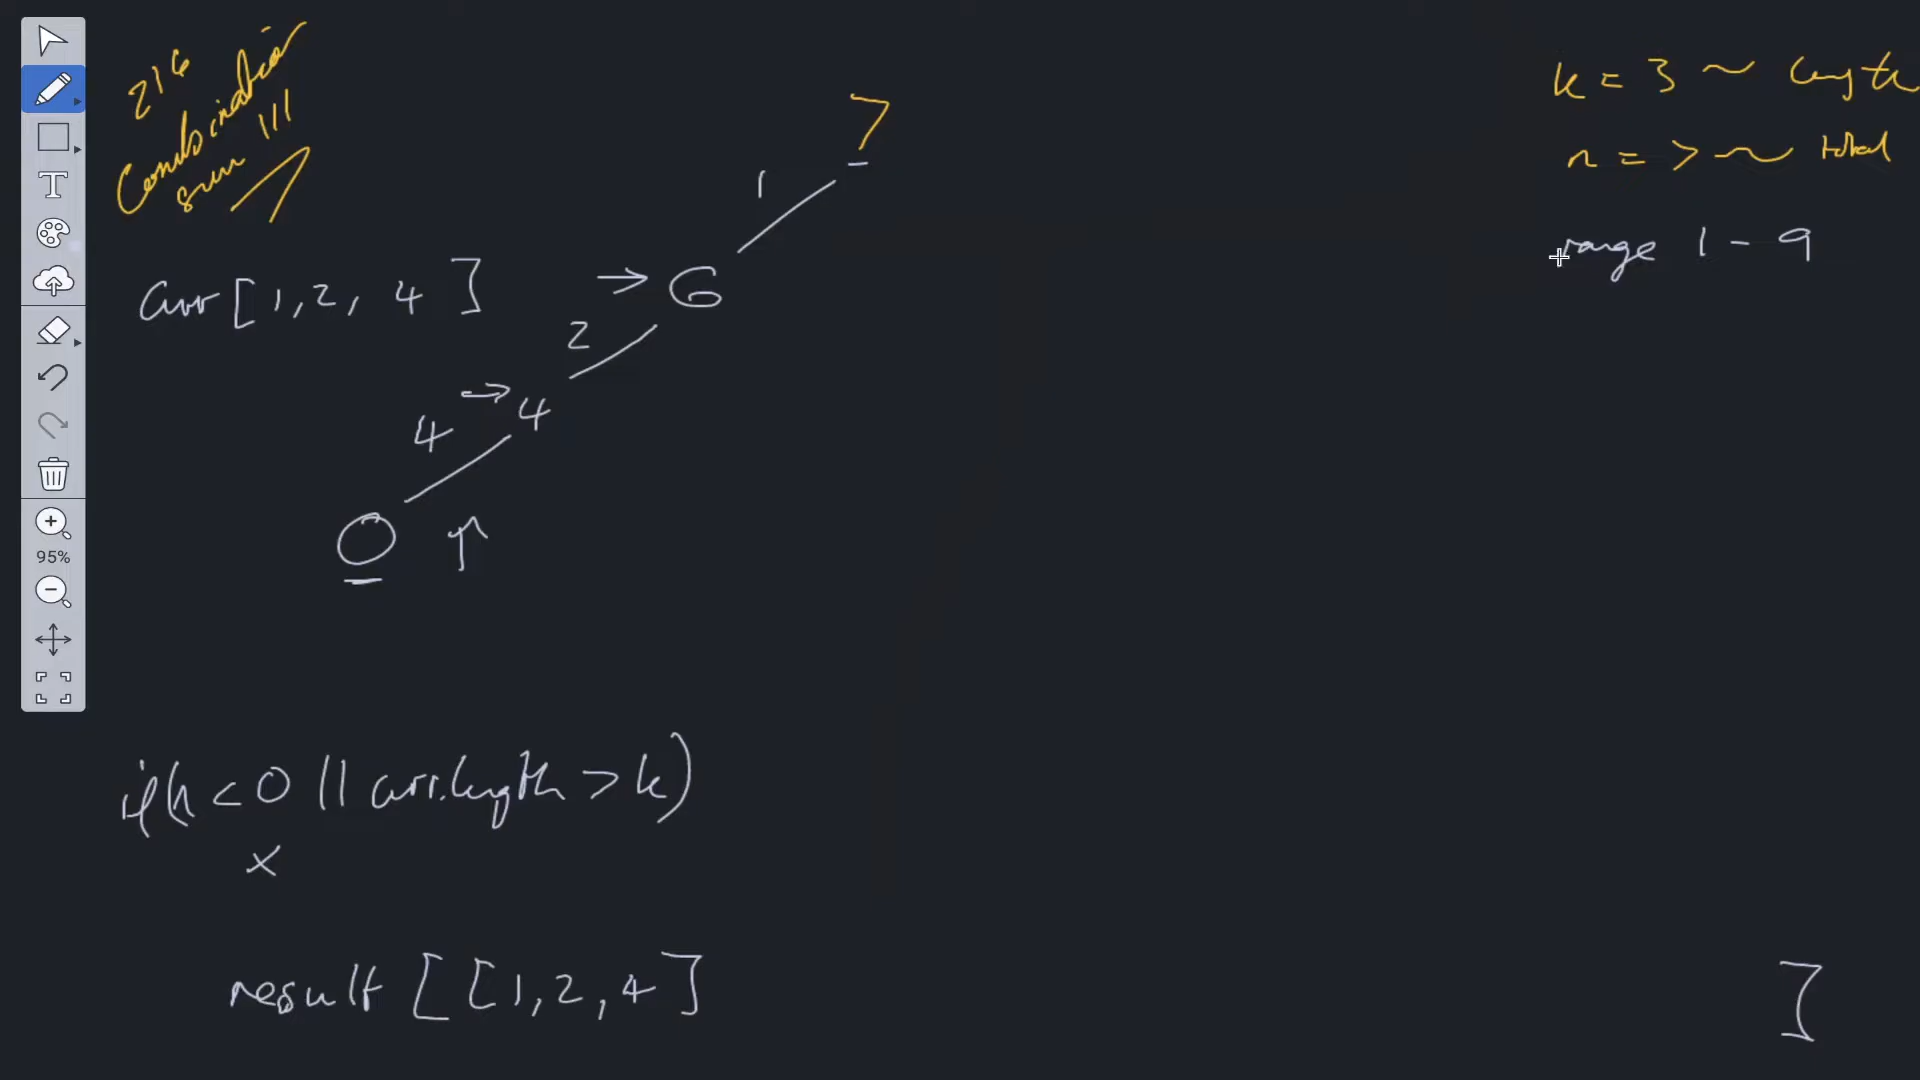 216
Combination
sum III
k = 3 ~ length
n = 7 ~ total
range 1 - 9
7
1
arr [ 1, 2, 4 ]
→ 6
2
→ 4
4
0 ↑
if(n < 0 || arr.length > k)
x
result [ [ 1, 2, 4 ] ]
95%